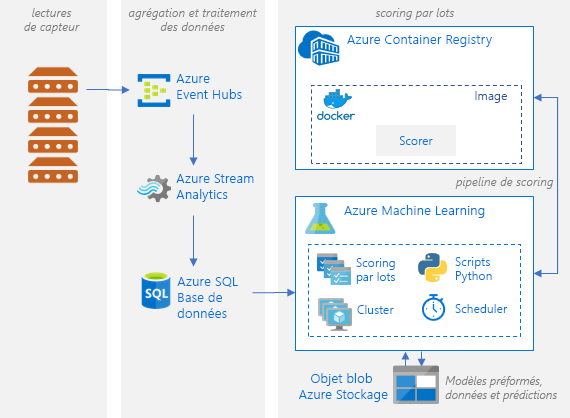 lectures
de capteur
agrégation et traitement
des données
scoring par lots
Azure
Event Hubs
Azure Stream
Analytics
SQL
Azure SQL
Base de
données
Azure Container Registry
docker
Image
Scorer
pipeline de scoring
Azure Machine Learning
Scoring
par lots
Scripts
Python
Cluster
Scheduler
Objet blob
Azure Stockage
Modèles préformés,
données et prédictions